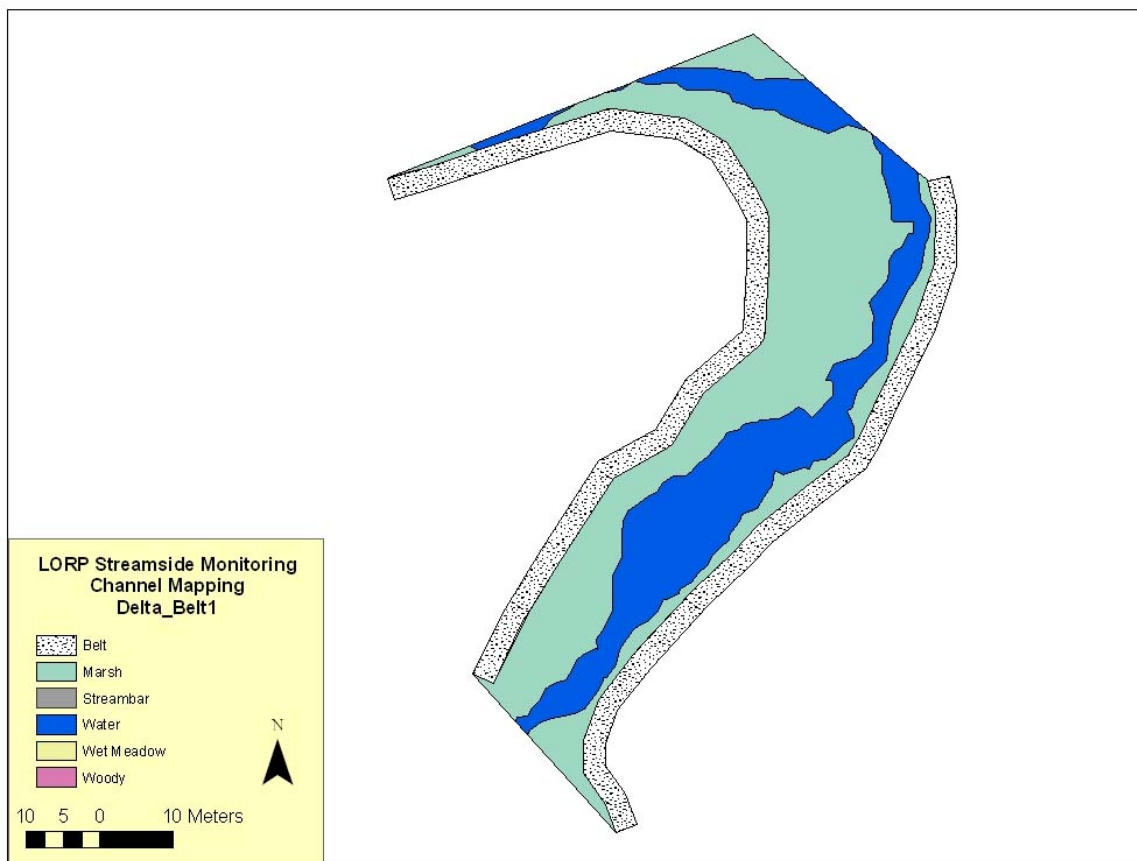 LORP Streamside Monitoring
Channel Mapping
Delta_Belt1
Belt
Marsh
Streambar
Water
Wet Meadow
Woody
N
10 5 0 10 Meters